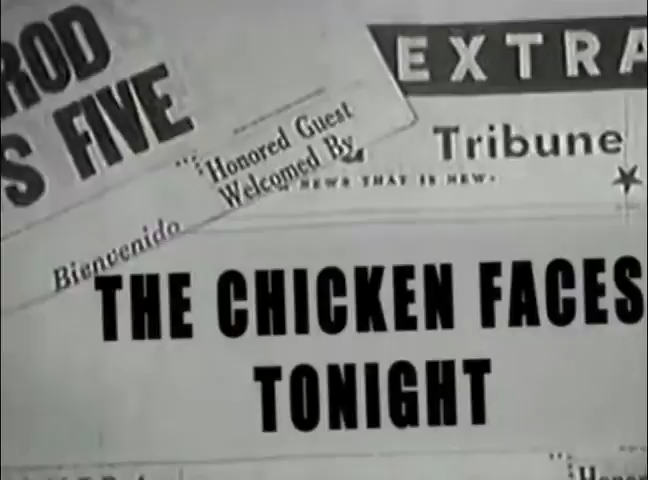 ROD
S FIVE
Honored Guest
Welcomed By
Bienvenido
EXTRA
Tribune
NEWS THAT IS NEW.
THE CHICKEN FACES
TONIGHT